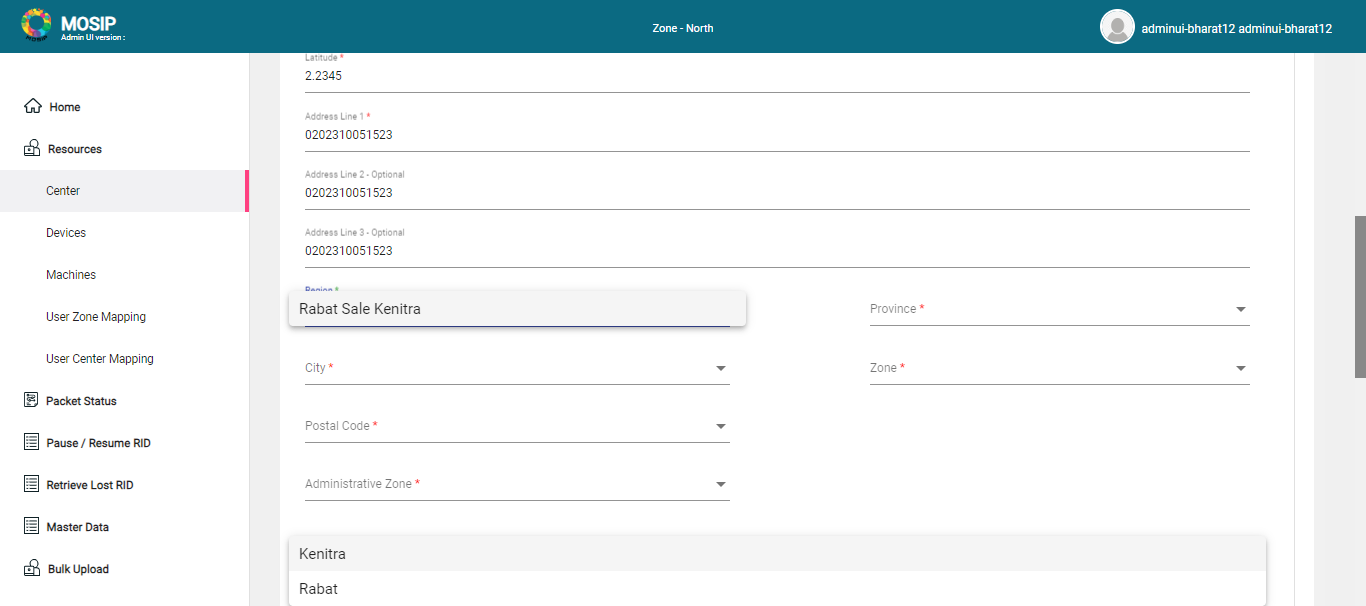 MOSIP
Admin UI version :
Zone - North
adminui-bharat12 adminui-bharat12
Home
Resources
Center
Devices
Machines
User Zone Mapping
User Center Mapping
Packet Status
Pause / Resume RID
Retrieve Lost RID
Master Data
Bulk Upload
Latitude *
2.2345
Address Line 1 *
0202310051523
Address Line 2 - Optional
0202310051523
Address Line 3 - Optional
0202310051523
Region *
Rabat Sale Kenitra
Province *
City *
Zone *
Postal Code *
Administrative Zone *
Kenitra
Rabat